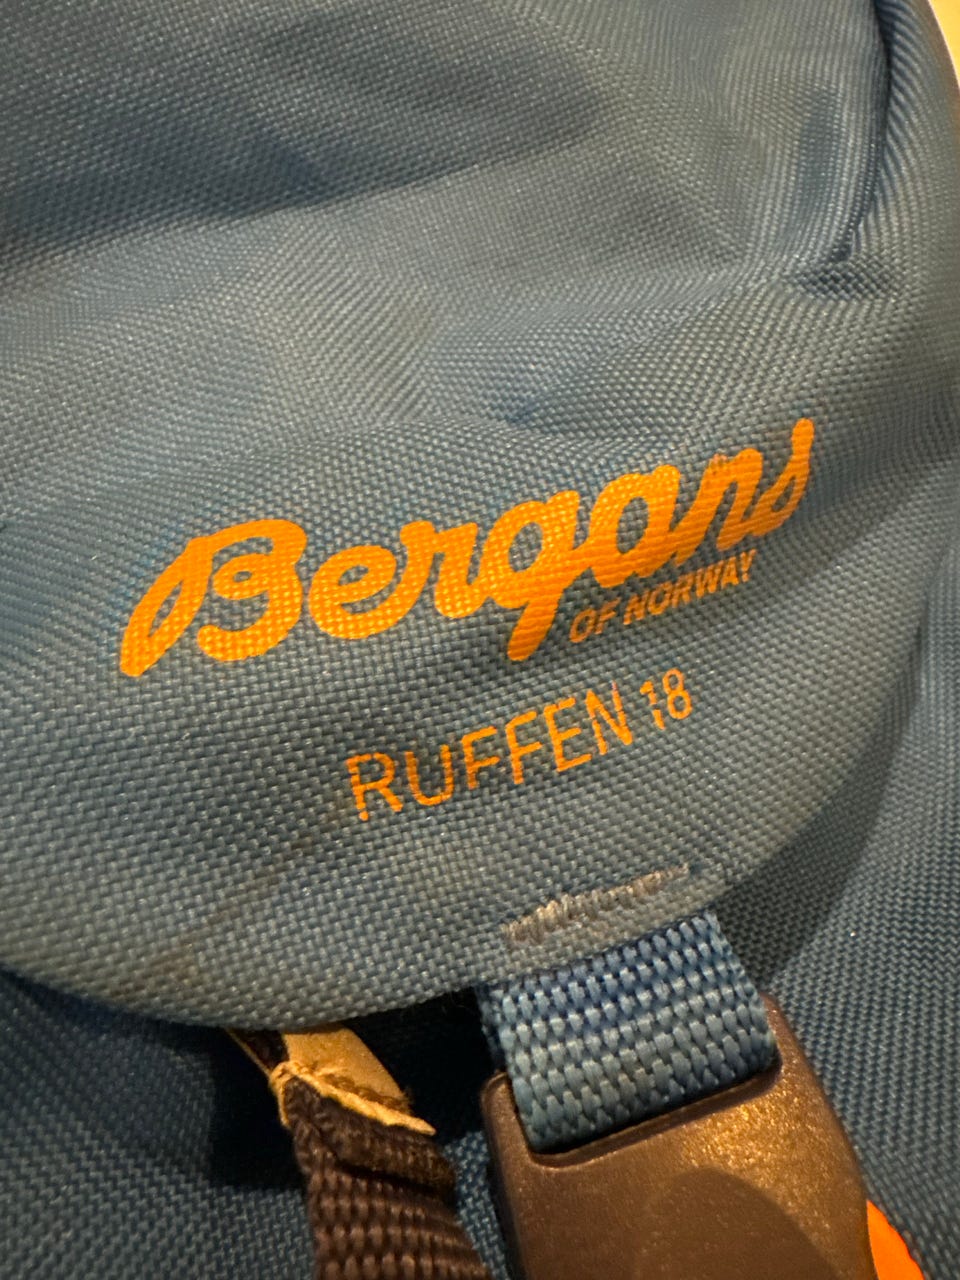 Bergans
OF NORWAY
RUFFEN 18